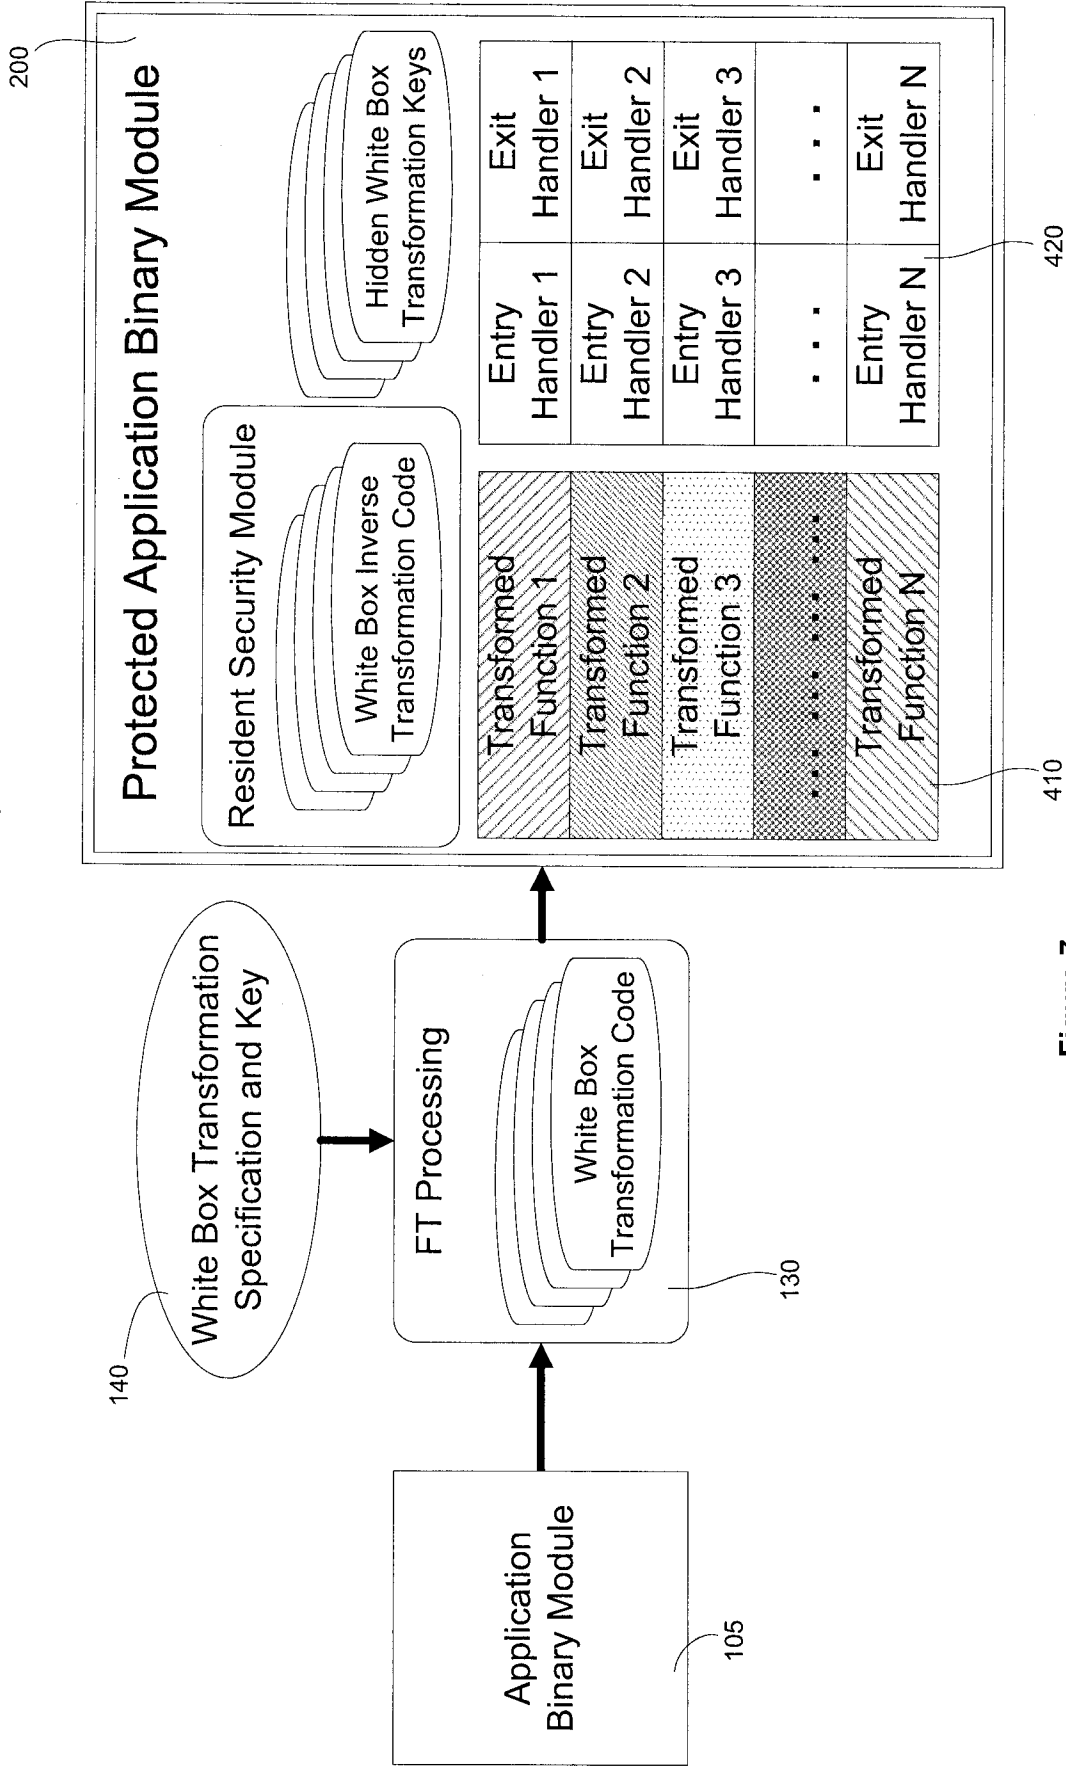 200
Protected Application Binary Module
Resident Security Module
White Box Inverse
Transformation Code
Hidden White Box
Transformation Keys
Transformed
Function 1
Transformed
Function 2
Transformed
Function 3
. . . . . . . .
Transformed
Function N
Entry
Handler 1
Exit
Handler 1
Entry
Handler 2
Exit
Handler 2
Entry
Handler 3
Exit
Handler 3
. . .
. . .
Entry
Handler N
Exit
Handler N
410
420
140
White Box Transformation
Specification and Key
FT Processing
White Box
Transformation Code
130
Application
Binary Module
105